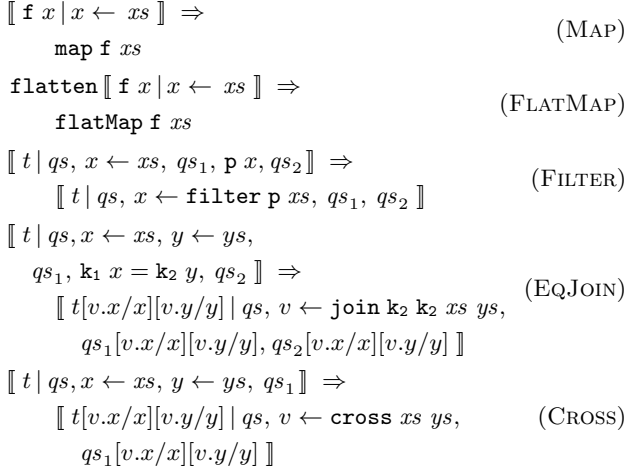 ⟦ f x | x ← xs ⟧ ⇒
map f xs (MAP)
flatten ⟦ f x | x ← xs ⟧ ⇒
flatMap f xs (FLATMAP)
⟦ t | qs, x ← xs, qs₁, p x, qs₂ ⟧ ⇒
⟦ t | qs, x ← filter p xs, qs₁, qs₂ ⟧ (FILTER)
⟦ t | qs, x ← xs, y ← ys,
qs₁, k₁ x = k₂ y, qs₂ ⟧ ⇒
⟦ t[v.x/x][v.y/y] | qs, v ← join k₂ k₂ xs ys, (EQJOIN)
qs₁[v.x/x][v.y/y], qs₂[v.x/x][v.y/y] ⟧
⟦ t | qs, x ← xs, y ← ys, qs₁ ⟧ ⇒
⟦ t[v.x/x][v.y/y] | qs, v ← cross xs ys, (CROSS)
qs₁[v.x/x][v.y/y] ⟧